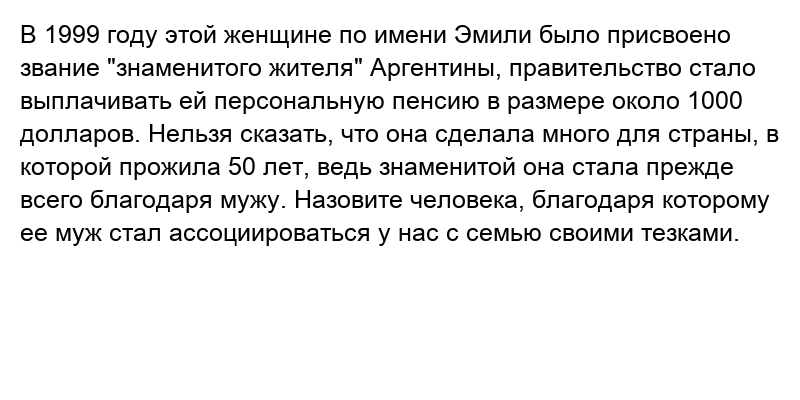 В 1999 году этой женщине по имени Эмили было присвоено
звание "знаменитого жителя" Аргентины, правительство стало
выплачивать ей персональную пенсию в размере около 1000
долларов. Нельзя сказать, что она сделала много для страны, в
которой прожила 50 лет, ведь знаменитой она стала прежде
всего благодаря мужу. Назовите человека, благодаря которому
ее муж стал ассоциироваться у нас с семью своими тезками.